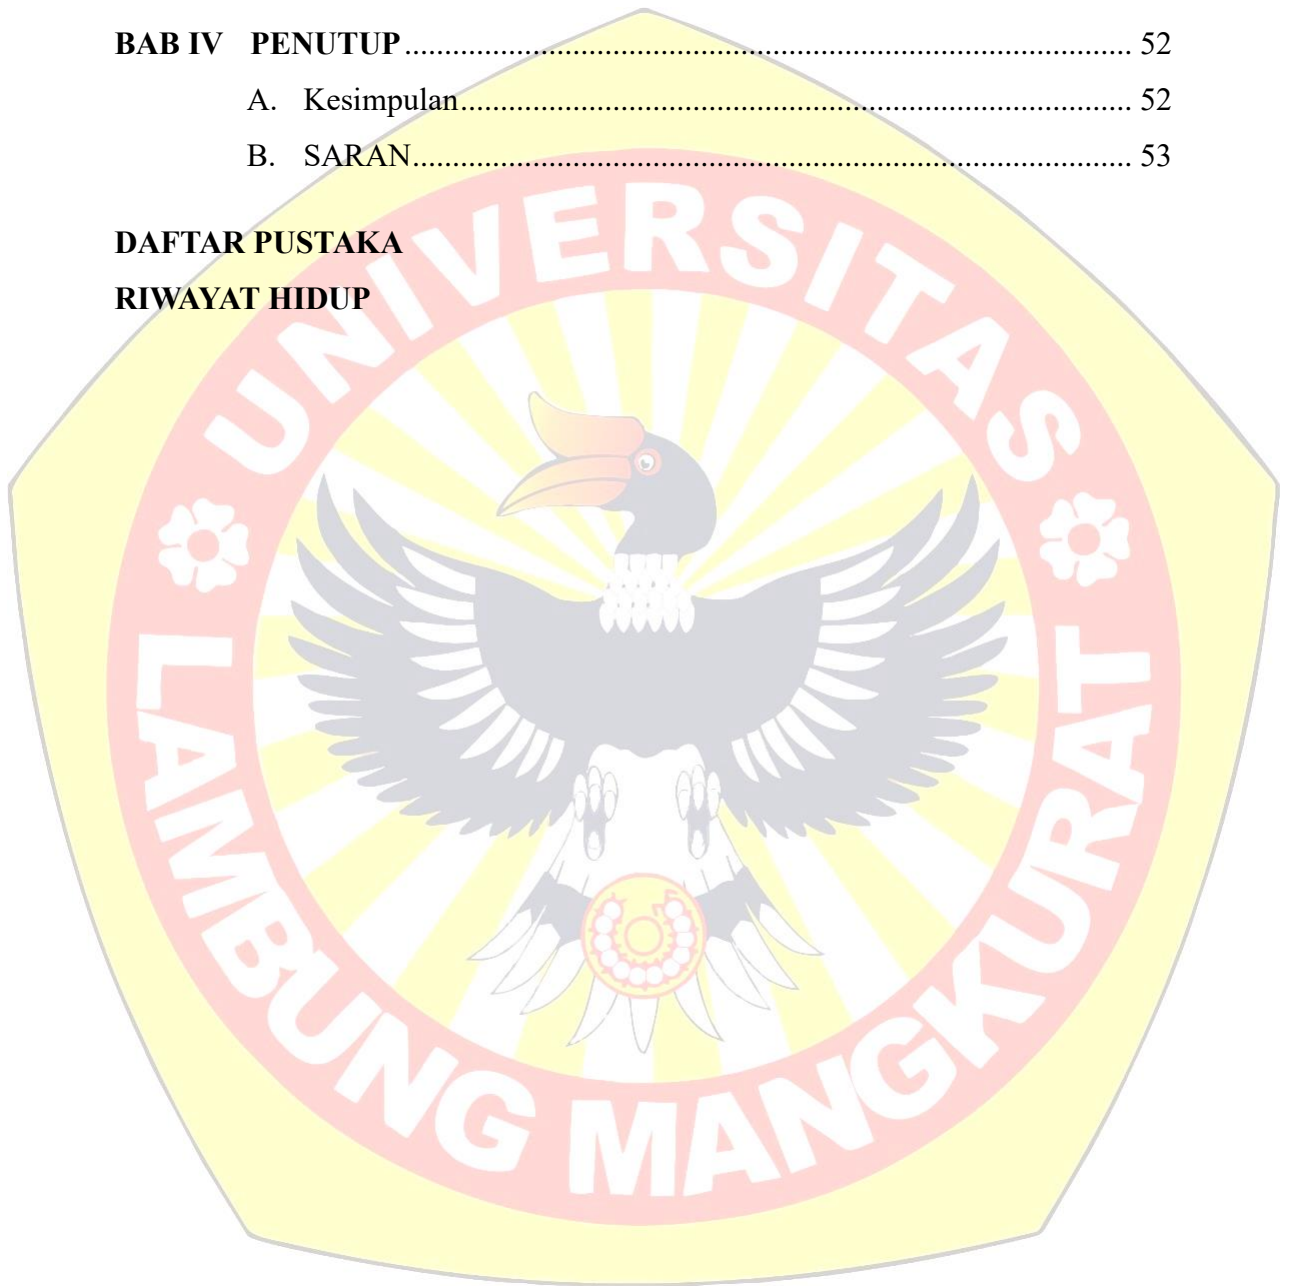 BAB IV PENUTUP........................................................................................... 52
A. Kesimpulan.................................................................................... 52
B. SARAN.......................................................................................... 53
DAFTAR PUSTAKA
RIWAYAT HIDUP
UNIVERSITAS
LAMBUNG MANGKURAT